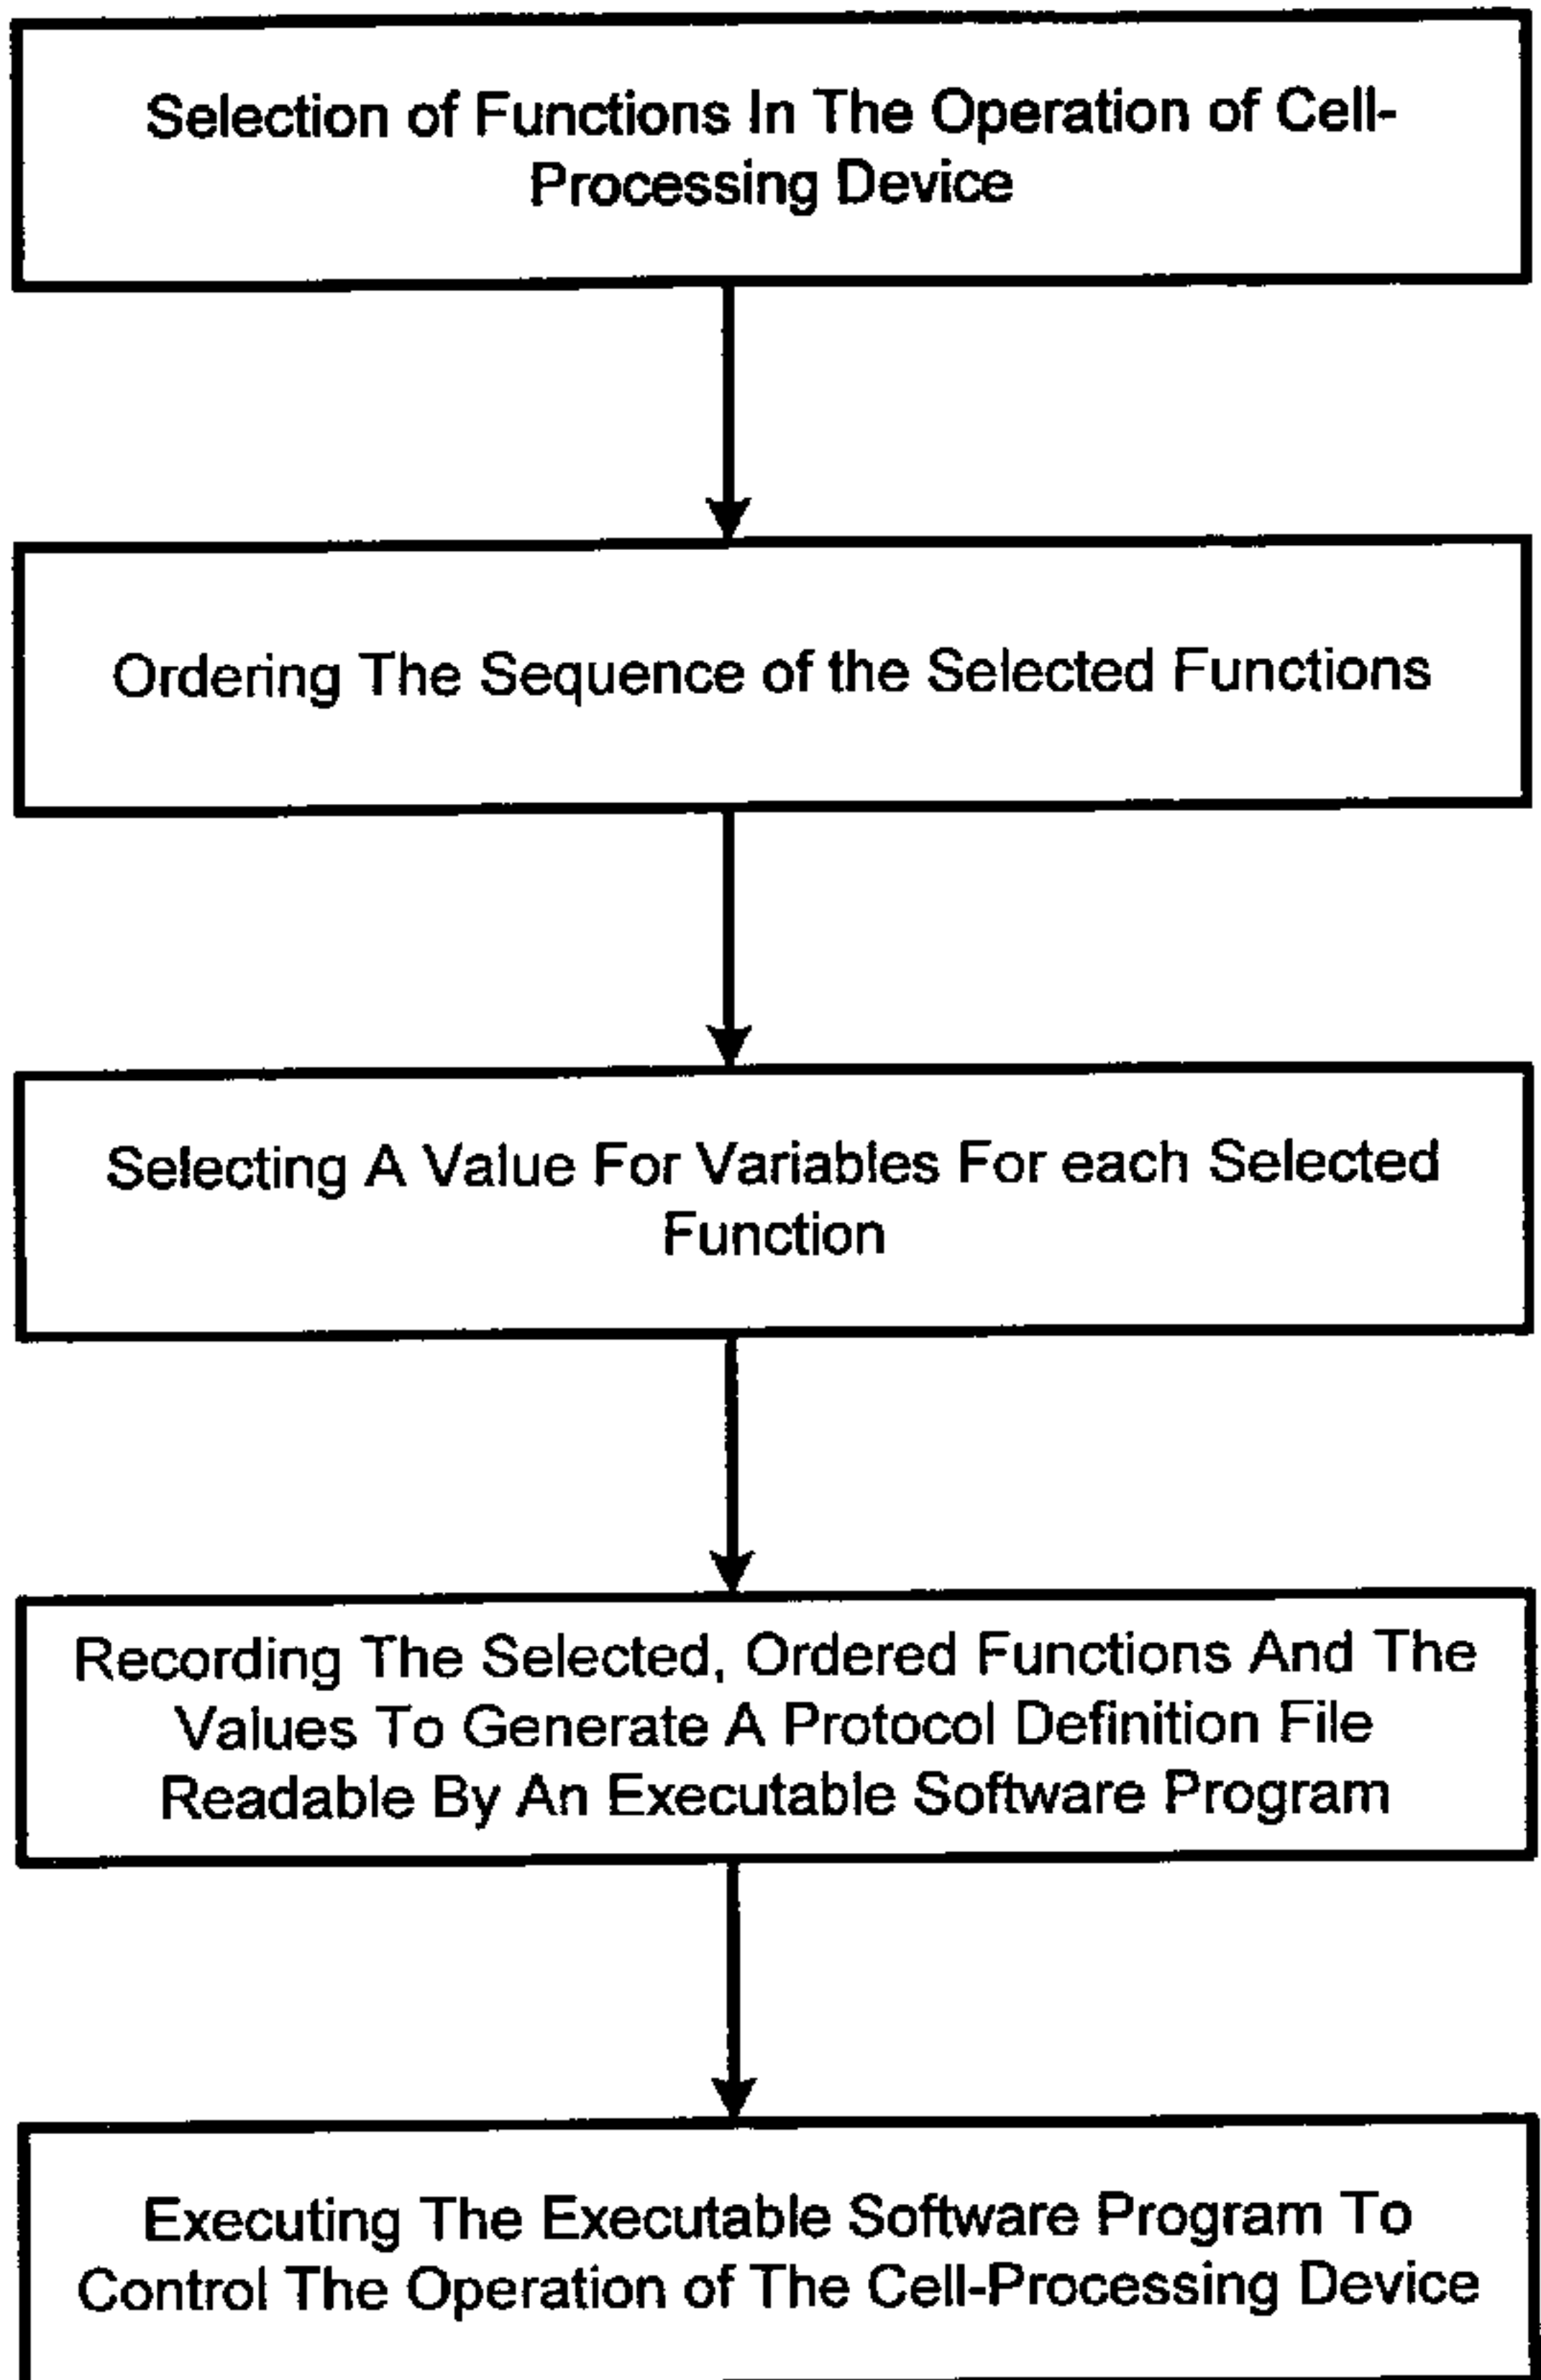 Selection of Functions In The Operation of Cell-
Processing Device
Ordering The Sequence of the Selected Functions
Selecting A Value For Variables For each Selected
Function
Recording The Selected, Ordered Functions And The
Values To Generate A Protocol Definition File
Readable By An Executable Software Program
Executing The Executable Software Program To
Control The Operation of The Cell-Processing Device